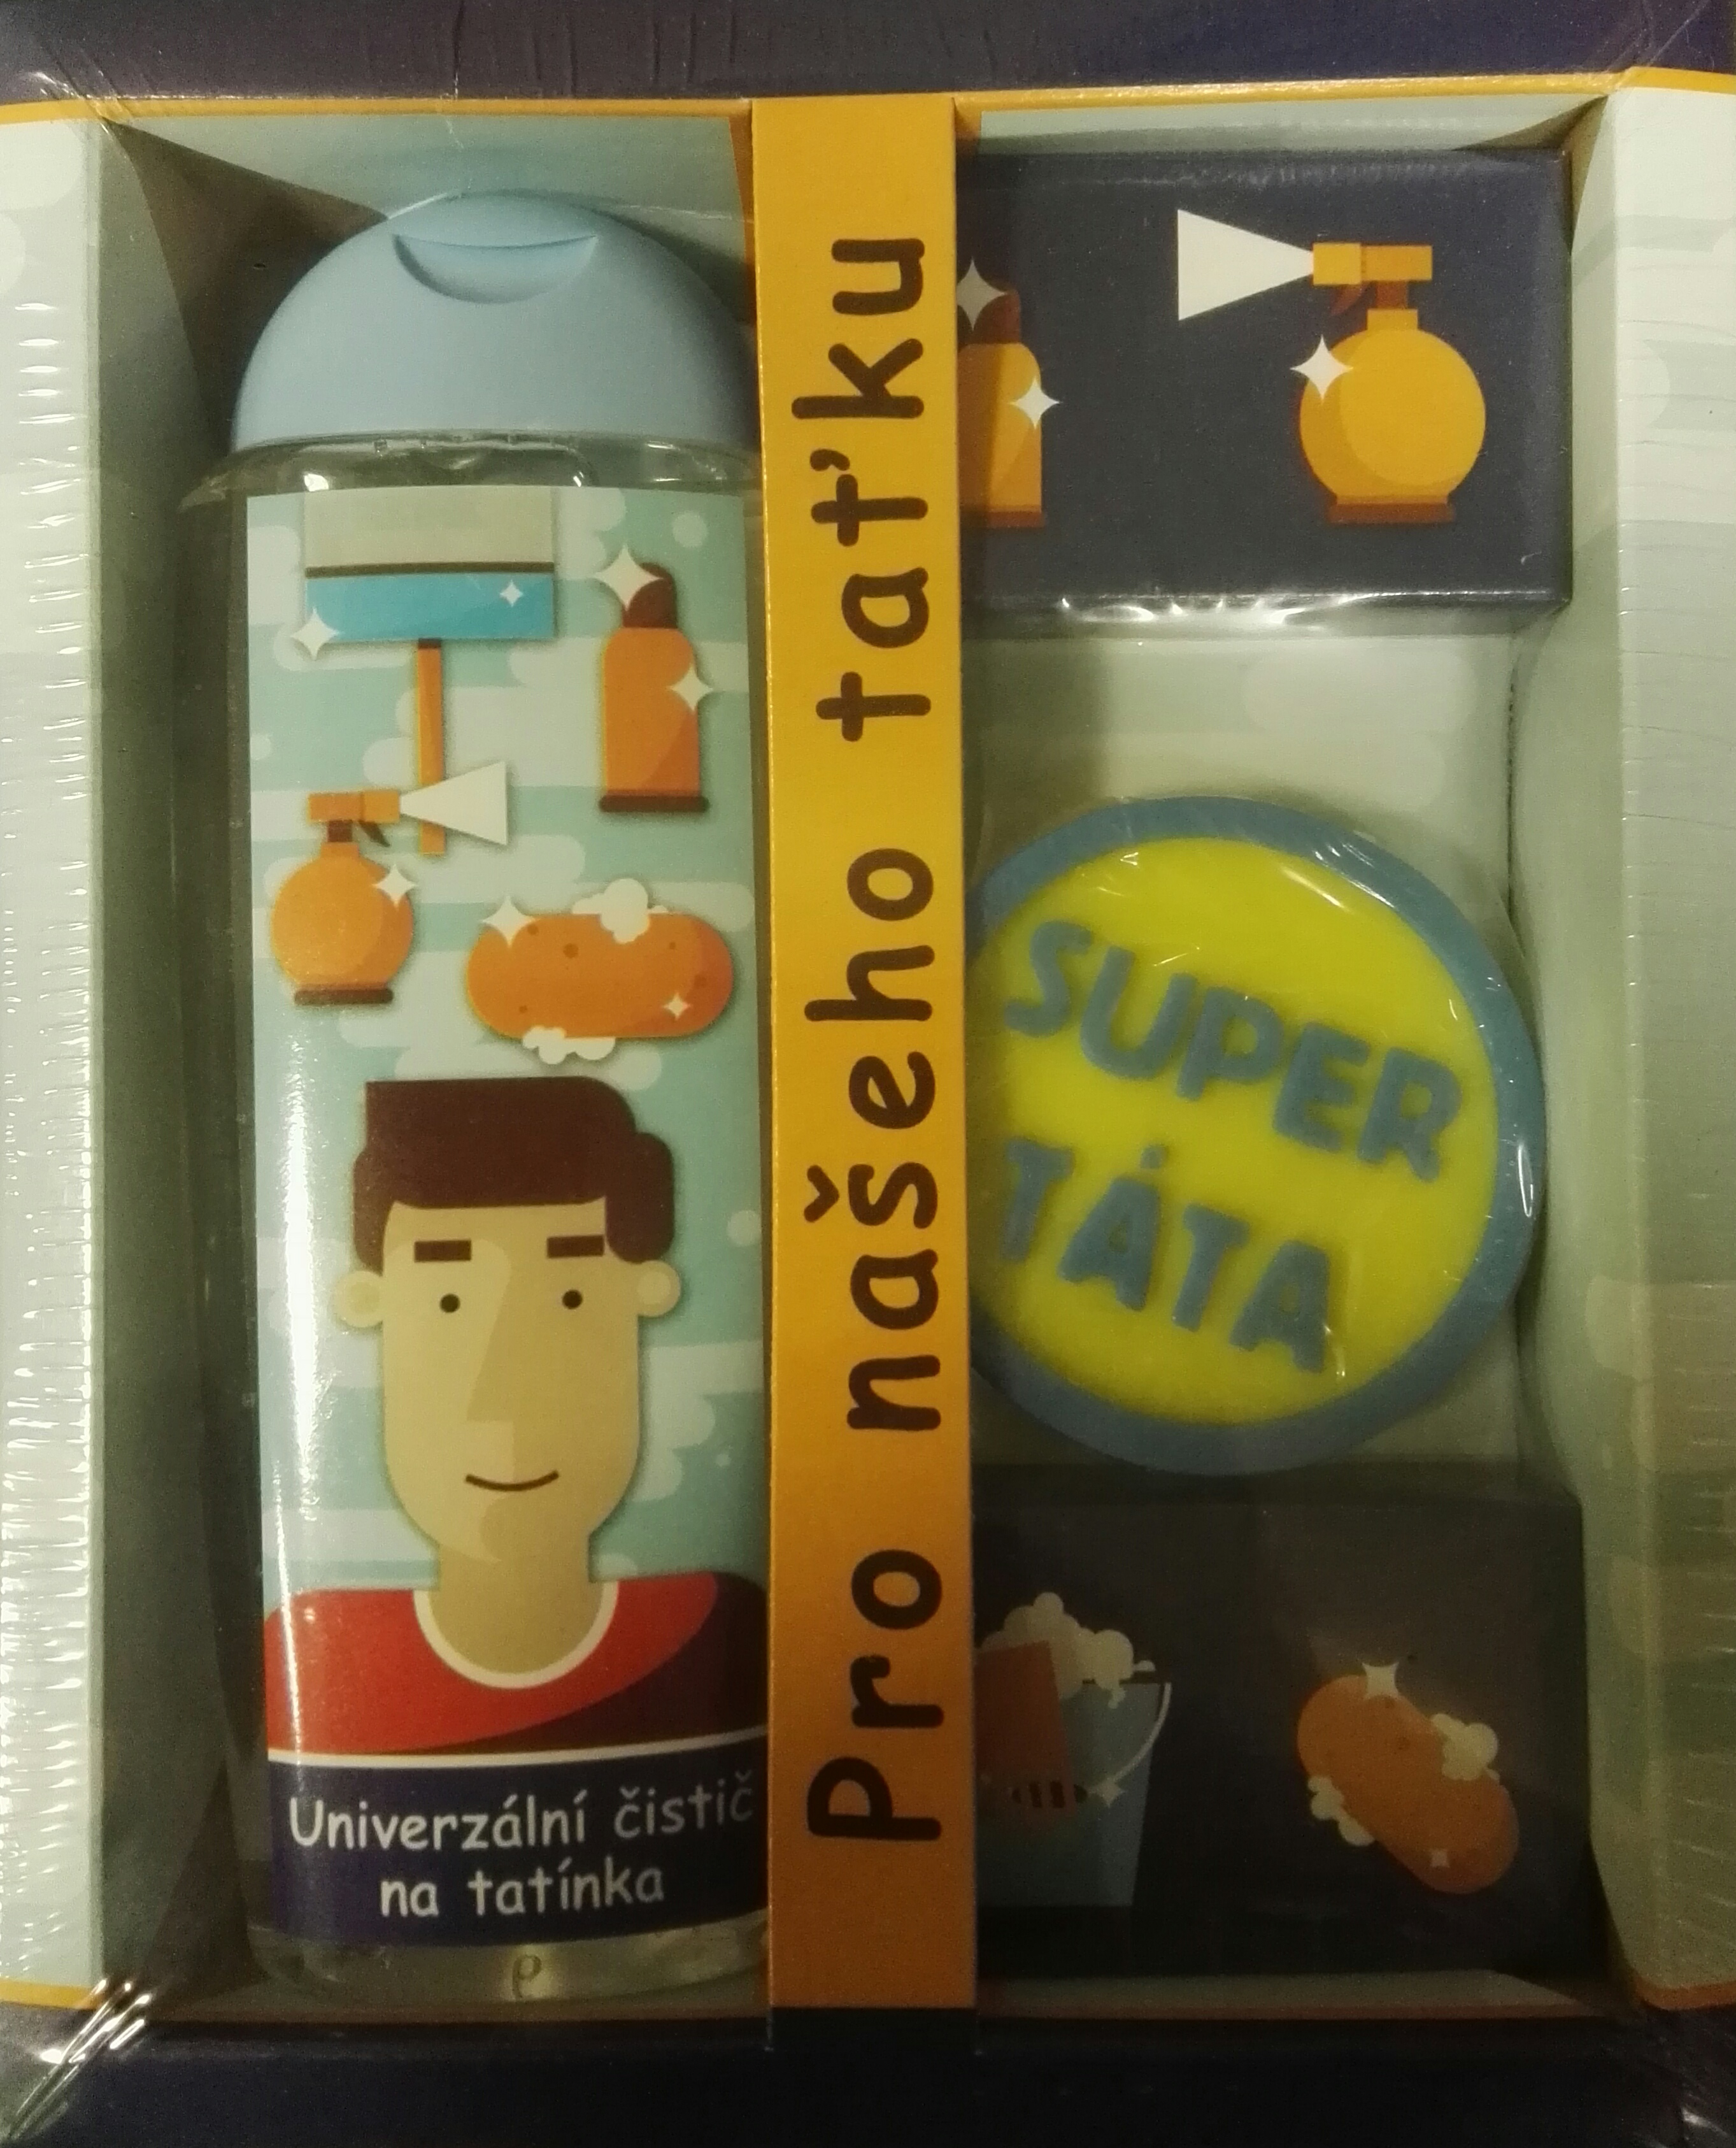 Univerzální čistič
na tatínka
Pro našeho taťku
SUPER
TÁTA